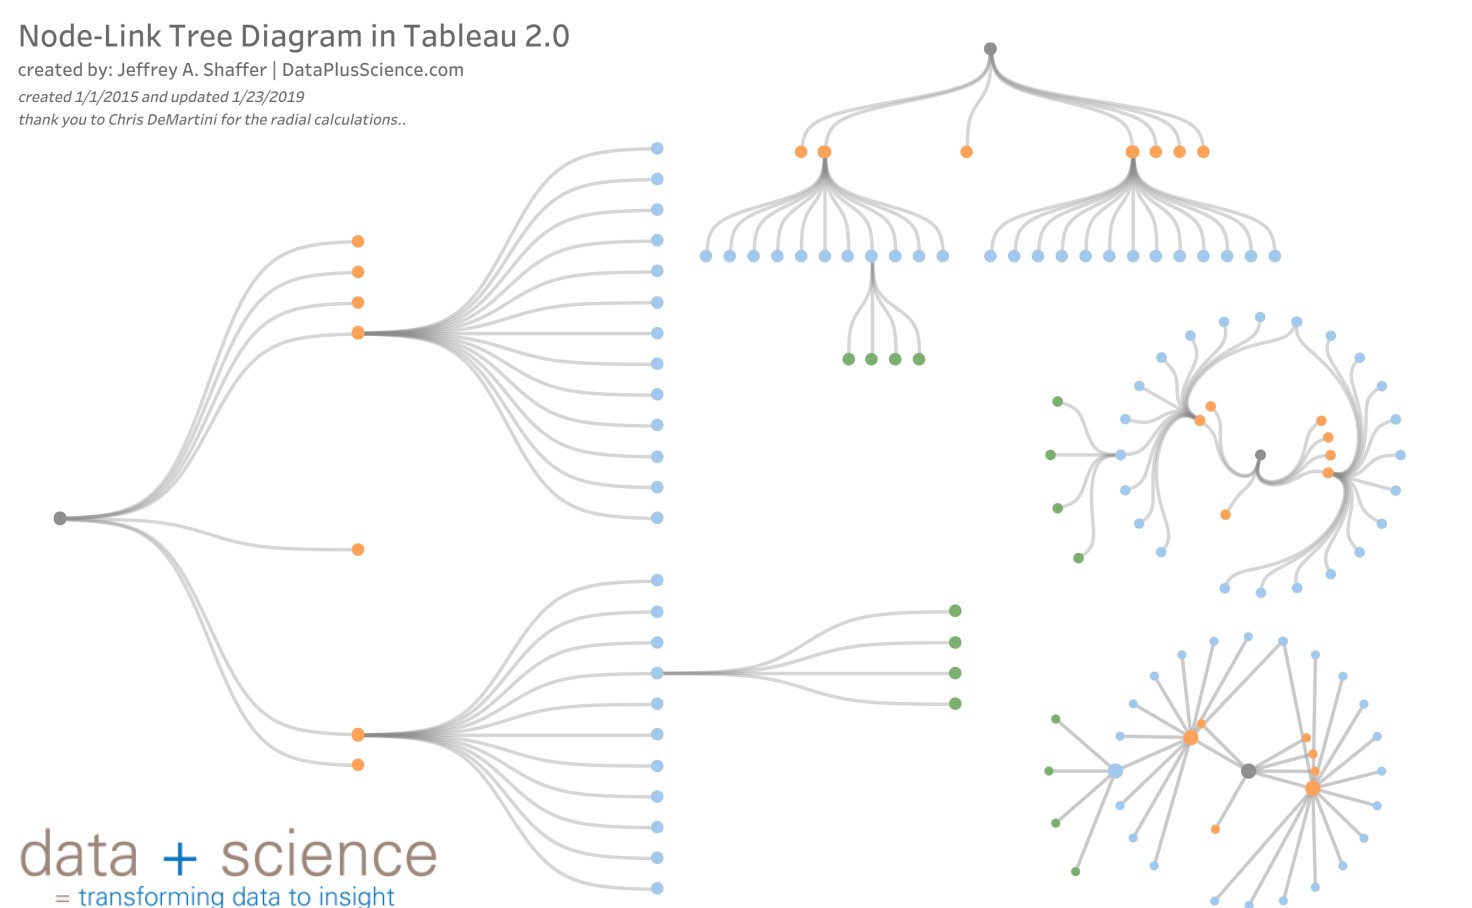 Node-Link Tree Diagram in Tableau 2.0
created by: Jeffrey A. Shaffer | DataPlusScience.com
created 1/1/2015 and updated 1/23/2019
thank you to Chris DeMartini for the radial calculations..
data + science
= transforming data to insight